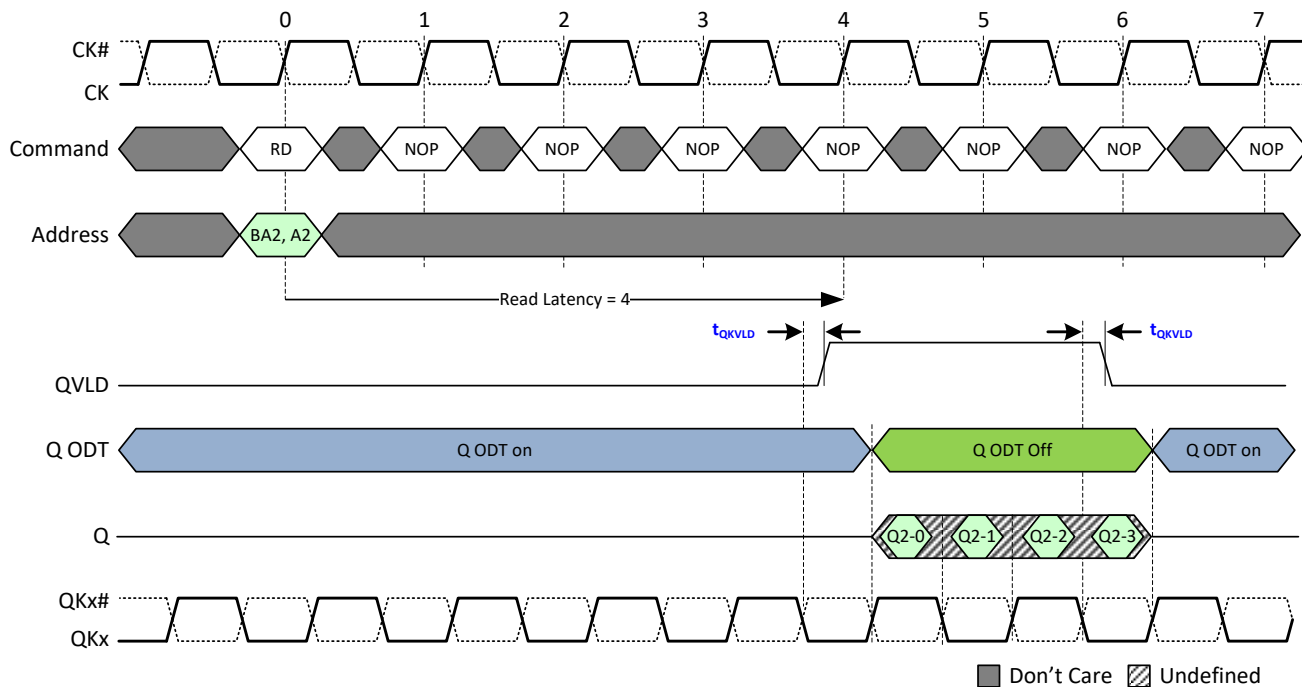 0 1 2 3 4 5 6 7
CK#
CK
Command RD NOP NOP NOP NOP NOP NOP NOP
Address BA2, A2
Read Latency = 4
tQKVLD tQKVLD
QVLD
Q ODT Q ODT on Q ODT Off Q ODT on
Q Q2-0 Q2-1 Q2-2 Q2-3
QKx#
QKx
Don't Care Undefined